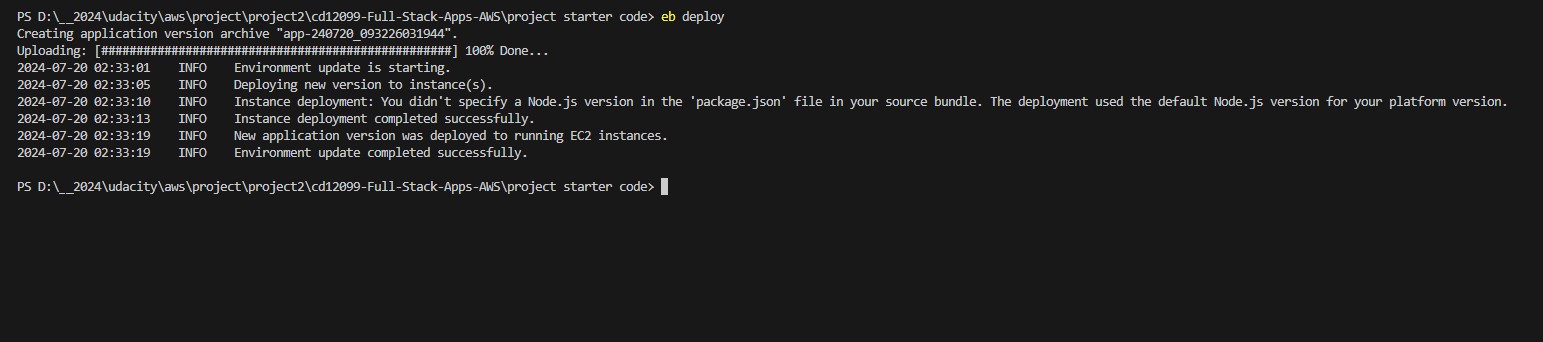 PS D:\__2024\udacity\aws\project\project2\cd12099-Full-Stack-Apps-AWS\project starter code> eb deploy
Creating application version archive "app-240720_093226031944".
Uploading: [##################################################] 100% Done...
2024-07-20 02:33:01    INFO    Environment update is starting.
2024-07-20 02:33:05    INFO    Deploying new version to instance(s).
2024-07-20 02:33:10    INFO    Instance deployment: You didn't specify a Node.js version in the 'package.json' file in your source bundle. The deployment used the default Node.js version for your platform version.
2024-07-20 02:33:13    INFO    Instance deployment completed successfully.
2024-07-20 02:33:19    INFO    New application version was deployed to running EC2 instances.
2024-07-20 02:33:19    INFO    Environment update completed successfully.
PS D:\__2024\udacity\aws\project\project2\cd12099-Full-Stack-Apps-AWS\project starter code>